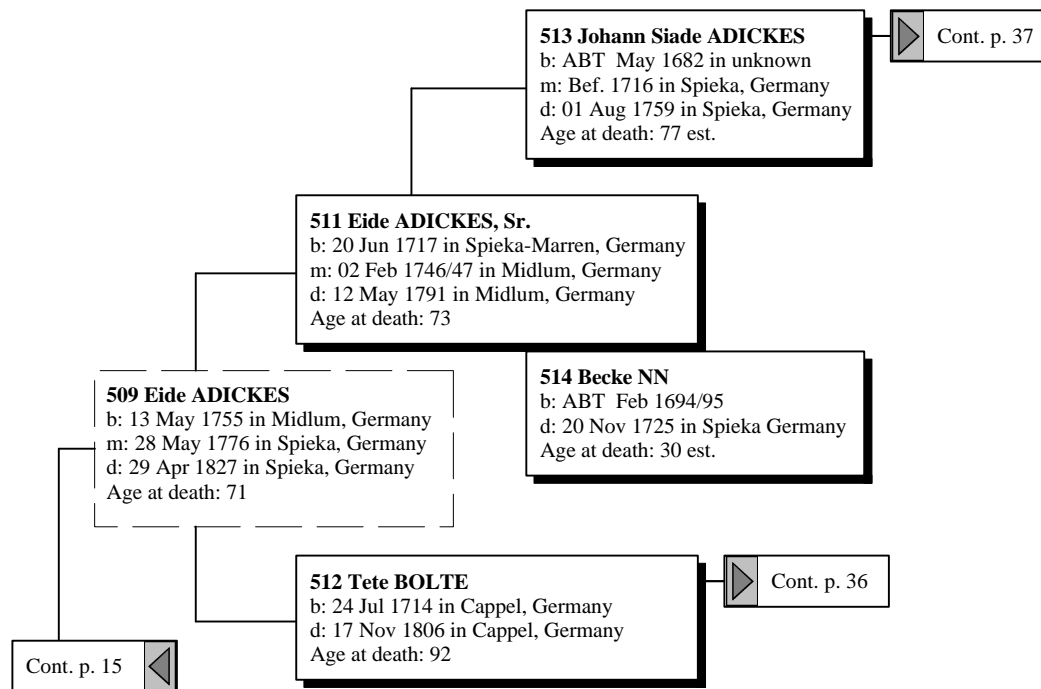 513 Johann Siade ADICKES
b: ABT  May 1682 in unknown
m: Bef. 1716 in Spieka, Germany
d: 01 Aug 1759 in Spieka, Germany
Age at death: 77 est.
Cont. p. 37
511 Eide ADICKES, Sr.
b: 20 Jun 1717 in Spieka-Marren, Germany
m: 02 Feb 1746/47 in Midlum, Germany
d: 12 May 1791 in Midlum, Germany
Age at death: 73
514 Becke NN
b: ABT  Feb 1694/95
d: 20 Nov 1725 in Spieka Germany
Age at death: 30 est.
509 Eide ADICKES
b: 13 May 1755 in Midlum, Germany
m: 28 May 1776 in Spieka, Germany
d: 29 Apr 1827 in Spieka, Germany
Age at death: 71
512 Tete BOLTE
b: 24 Jul 1714 in Cappel, Germany
d: 17 Nov 1806 in Cappel, Germany
Age at death: 92
Cont. p. 36
Cont. p. 15